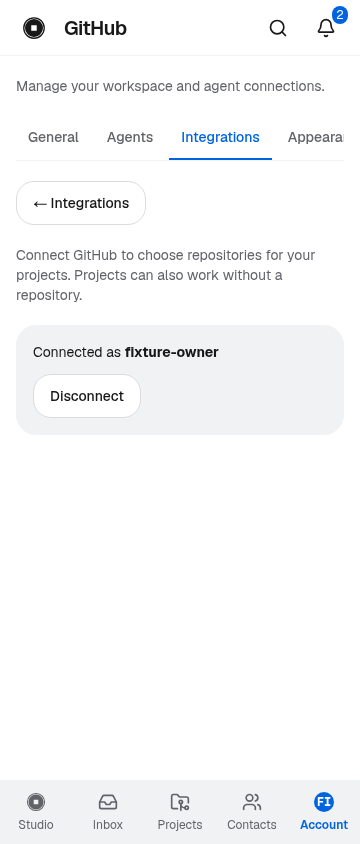 GitHub
2
Manage your workspace and agent connections.
General Agents Integrations Appeara
← Integrations
Connect GitHub to choose repositories for your
projects. Projects can also work without a
repository.
Connected as fixture-owner
Disconnect
FI
Studio Inbox Projects Contacts Account